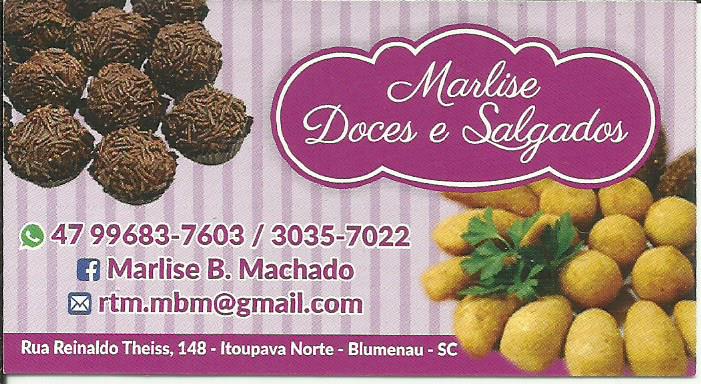 Marlise
Doces e Salgados
47 99683-7603 / 3035-7022
Marlise B. Machado
rtm.mbm@gmail.com
Rua Reinaldo Theiss, 148 - Itoupava Norte - Blumenau - SC